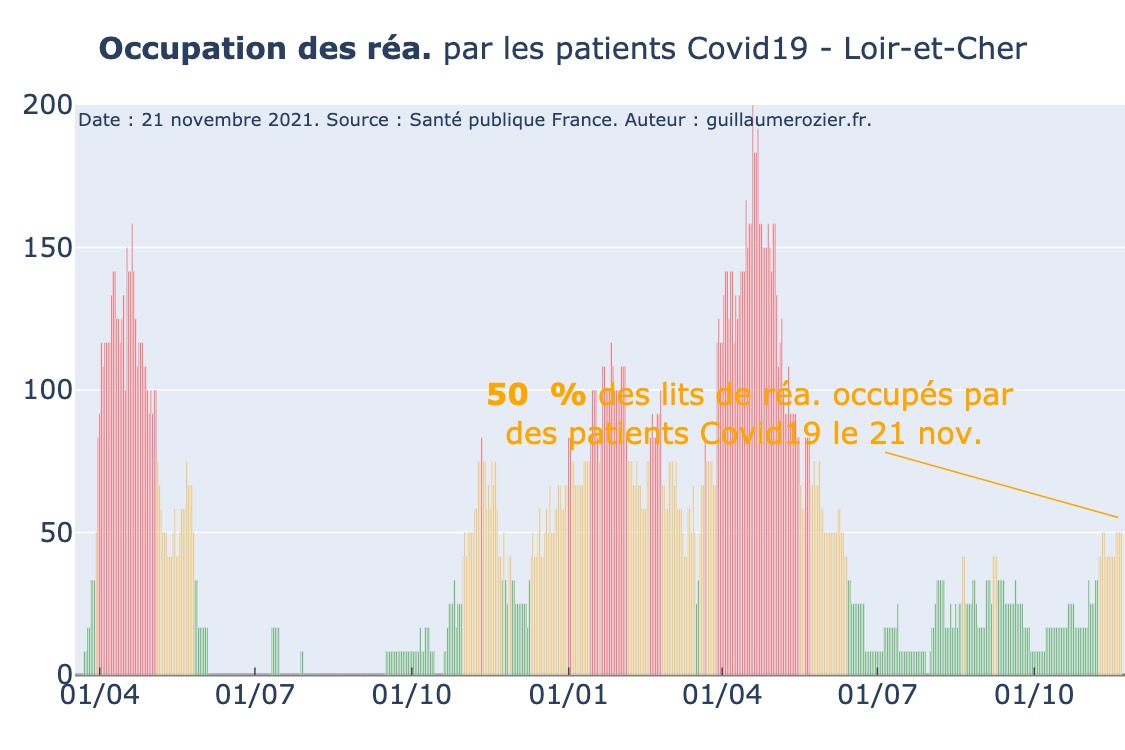 Occupation des réa. par les patients Covid19 - Loir-et-Cher
200
Date : 21 novembre 2021. Source : Santé publique France. Auteur : guillaumerozier.fr.
150
100
50 % des lits de réa. occupés par
des patients Covid19 le 21 nov.
50
0
01/04 01/07 01/10 01/01 01/04 01/07 01/10